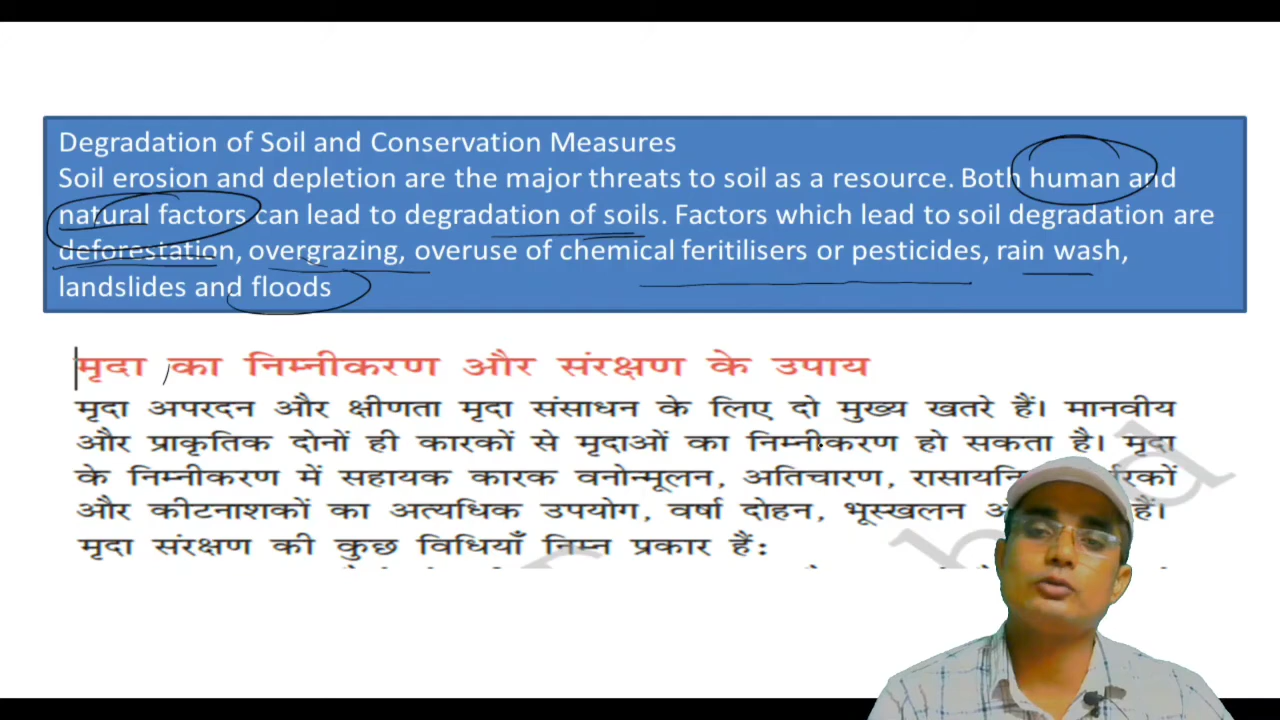 Degradation of Soil and Conservation Measures
Soil erosion and depletion are the major threats to soil as a resource. Both human and
natural factors can lead to degradation of soils. Factors which lead to soil degradation are
deforestation, overgrazing, overuse of chemical feritilisers or pesticides, rain wash,
landslides and floods
मृदा का निम्नीकरण और संरक्षण के उपाय
मृदा अपरदन और क्षीणता मृदा संसाधन के लिए दो मुख्य खतरे हैं। मानवीय
और प्राकृतिक दोनों ही कारकों से मृदाओं का निम्नीकरण हो सकता है। मृदा
के निम्नीकरण में सहायक कारक वनोन्मूलन, अतिचारण,
और कीटनाशकों का अत्यधिक उपयोग, वर्षा दोहन, भूस्खलन हैं।
मृदा संरक्षण की कुछ विधियाँ निम्न प्रकार हैं: